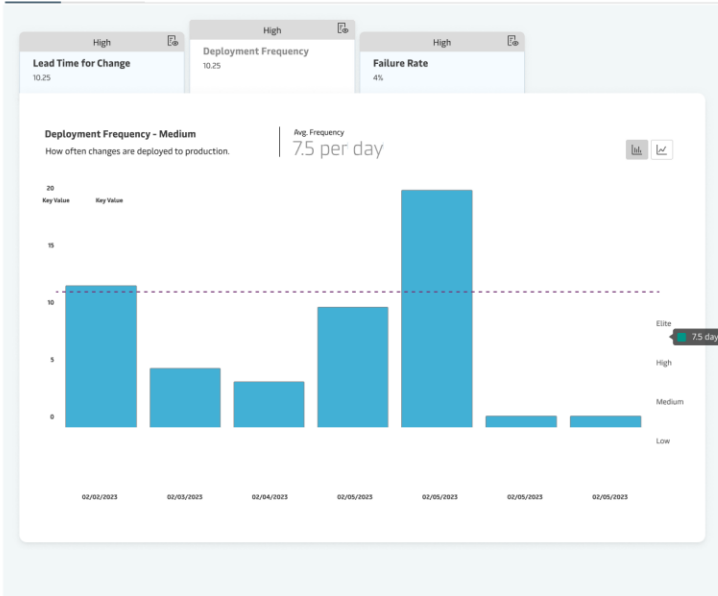 High
Lead Time for Change
10.25
High
Deployment Frequency
10.25
High
Failure Rate
4%
Deployment Frequency - Medium
How often changes are deployed to production.
Avg. Frequency
7.5 per day
20
Key Value Key Value
15
10
5
0
Elite
7.5 day
High
Medium
Low
02/02/2023 02/03/2023 02/04/2023 02/05/2023 02/05/2023 02/05/2023 02/05/2023